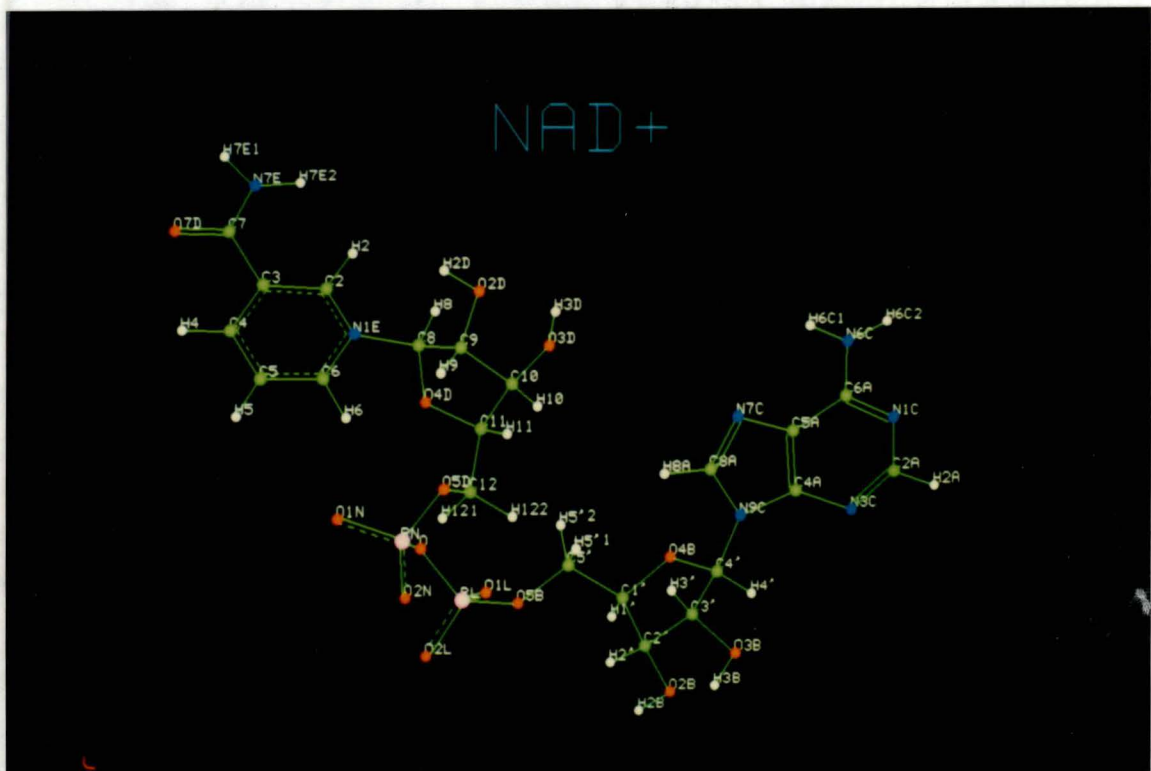 NAD+
H7E1
N7E
H7E2
O7D
C7
H2
H2D
C3
C2
O2D
H8
H3D
H4
C4
N1E
C8
C9
O3D
H6C1
H6C2
N6C
H9
C10
C5
C6
O4D
H10
C6A
H5
H6
C11
H11
N7C
C5A
N1C
H8A
C8A
C2A
O5D
C12
C4A
H2A
O1N
H121
H122
N9C
N3C
PN
O
H5'2
H5'1
O4B
C4'
O2N
O1L
O5B
C1'
H3'
H4'
H1'
C3'
O2L
H2'
C2'
O3B
O2B
H3B
H2B